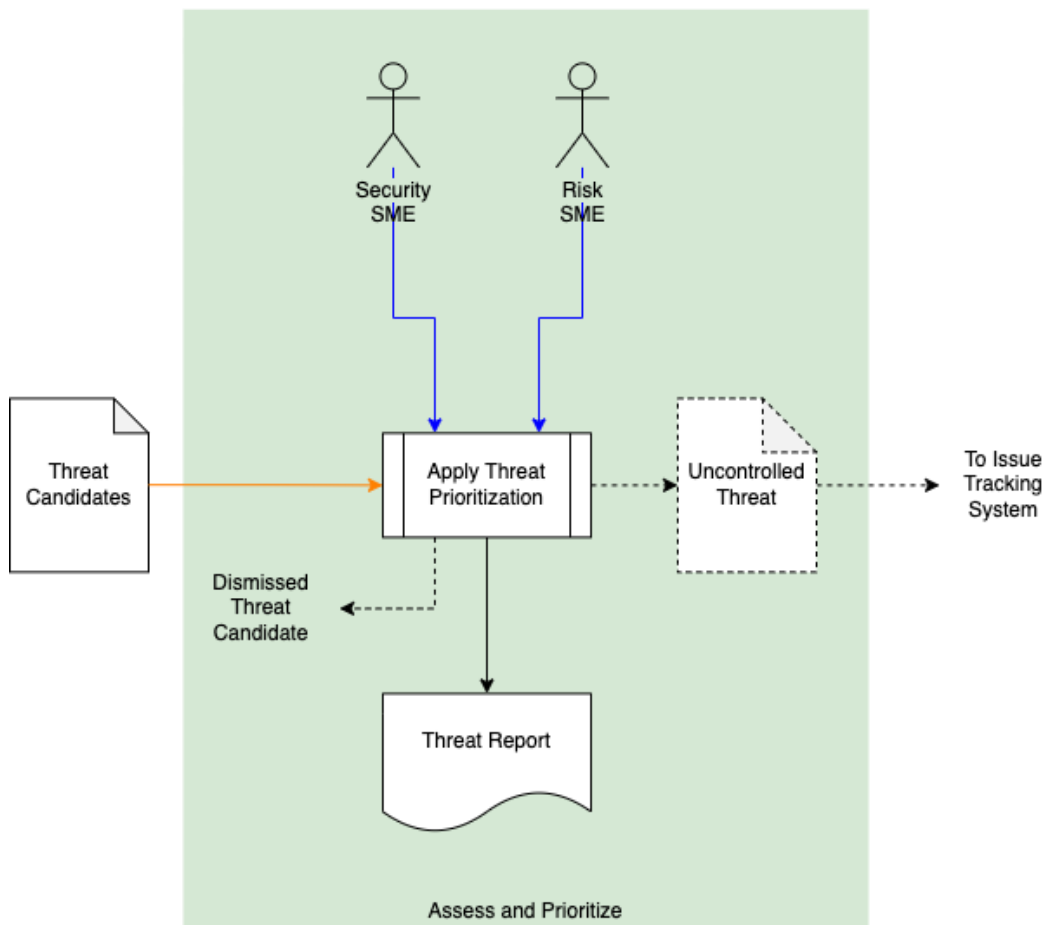 Security
SME
Risk
SME
Threat
Candidates
Apply Threat
Prioritization
Uncontrolled
Threat
To Issue
Tracking
System
Dismissed
Threat
Candidate
Threat Report
Assess and Prioritize